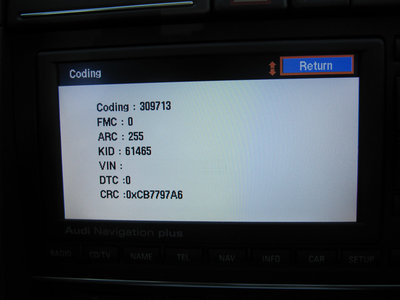 Coding
Return
Coding : 309713
FMC : 0
ARC : 255
KID : 61465
VIN :
DTC :0
CRC :0xCB7797A6
Audi Navigation plus
RADIO CD/TV NAME TEL NAV INFO CAR SETUP